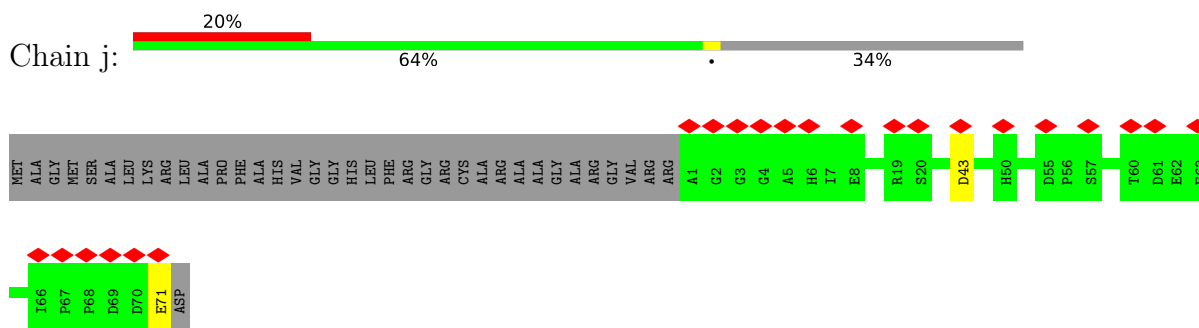 20%
Chain j:
64% • 34%
MET ALA GLY MET SER ALA LEU LYS ARG LEU ALA PRO PHE ALA HIS VAL GLY GLY HIS LEU PHE ARG GLY ARG CYS ALA ARG ALA ALA GLY ALA ARG GLY VAL ARG ARG A1 G2 G3 G4 A5 H6 I7 E8 R19 S20 D43 H50 D55 P56 S57 T60 D61 E62
I66 P67 P68 D69 D70 E71 ASP